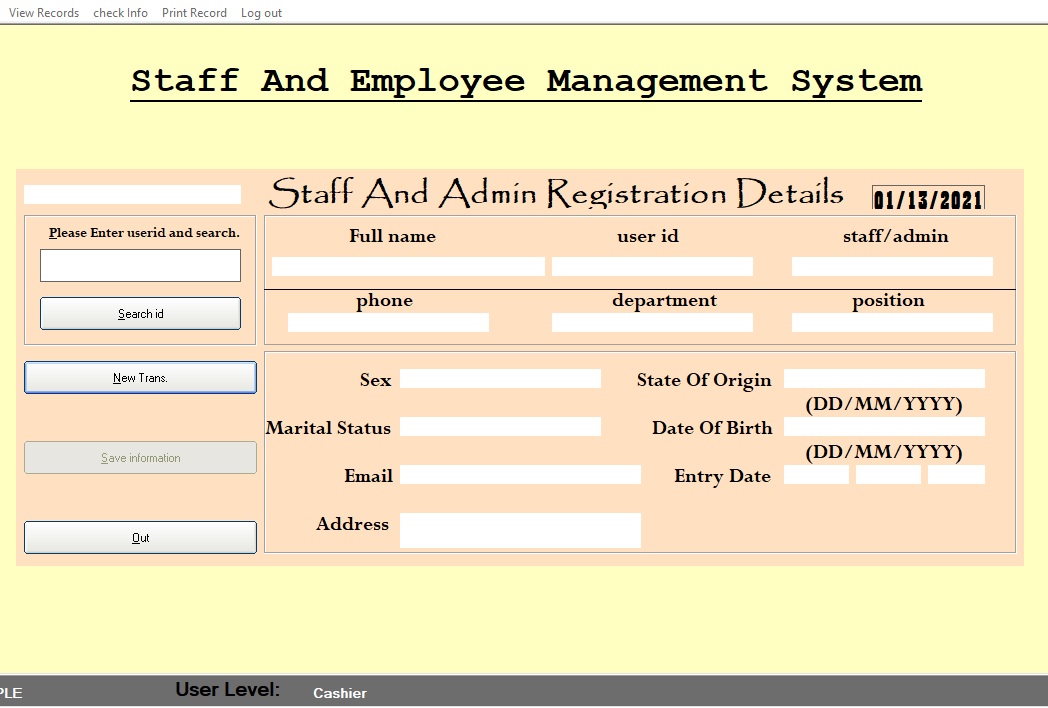 View Records check Info Print Record Log out
Staff And Employee Management System
Staff And Admin Registration Details 01/13/2021
Please Enter userid and search.
Search id
New Trans.
Save information
Out
Full name user id staff/admin
phone department position
Sex State Of Origin
(DD/MM/YYYY)
Marital Status Date Of Birth
(DD/MM/YYYY)
Email Entry Date
Address
PLE User Level: Cashier